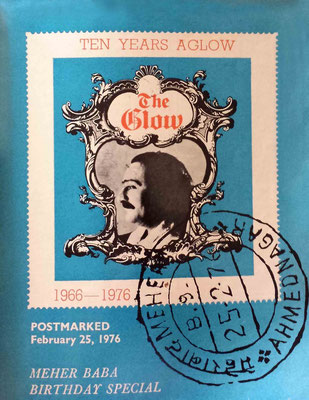 TEN YEARS AGLOW
The
Glow
1966—1976
POSTMARKED
February 25, 1976
MEHER BABA
BIRTHDAY SPECIAL
AHMEDNAGAR
25.2.76